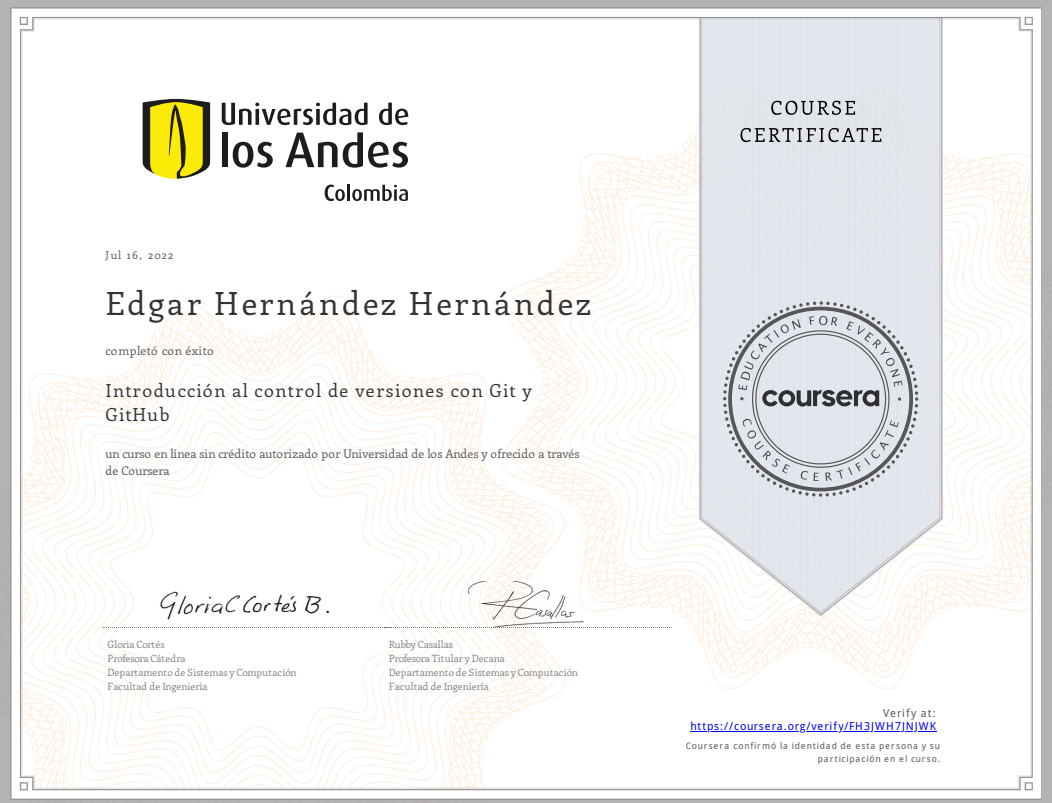 Universidad de
los Andes
Colombia
COURSE
CERTIFICATE
Jul 16, 2022
Edgar Hernández Hernández
completó con éxito
Introducción al control de versiones con Git y
GitHub
un curso en línea sin crédito autorizado por Universidad de los Andes y ofrecido a través
de Coursera
EDUCATION FOR EVERYONE
coursera
COURSE CERTIFICATE
Gloria C Cortés B.
R Casallas
Gloria Cortés
Profesora Cátedra
Departamento de Sistemas y Computación
Facultad de Ingeniería
Rubby Casallas
Profesora Titular y Decana
Departamento de Sistemas y Computación
Facultad de Ingeniería
Verify at:
https://coursera.org/verify/FH3JWH7JNJWK
Coursera confirmó la identidad de esta persona y su
participación en el curso.